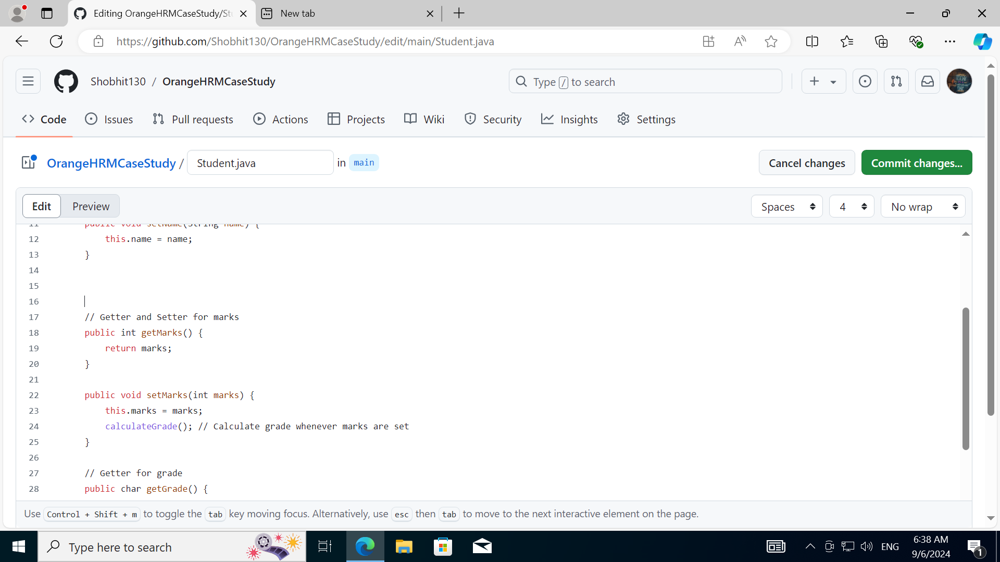 Editing OrangeHRMCaseStudy/Stu
New tab
https://github.com/Shobhit130/OrangeHRMCaseStudy/edit/main/Student.java
Shobhit130 / OrangeHRMCaseStudy
Type / to search
Code
Issues
Pull requests
Actions
Projects
Wiki
Security
Insights
Settings
OrangeHRMCaseStudy / Student.java in main
Cancel changes
Commit changes...
Edit
Preview
Spaces
4
No wrap
11 public void setName(String name) {
12 this.name = name;
13 }
14
15
16
17 // Getter and Setter for marks
18 public int getMarks() {
19 return marks;
20 }
21
22 public void setMarks(int marks) {
23 this.marks = marks;
24 calculateGrade(); // Calculate grade whenever marks are set
25 }
26
27 // Getter for grade
28 public char getGrade() {
Use Control + Shift + m to toggle the tab key moving focus. Alternatively, use esc then tab to move to the next interactive element on the page.
Type here to search
ENG
6:38 AM
9/6/2024
1